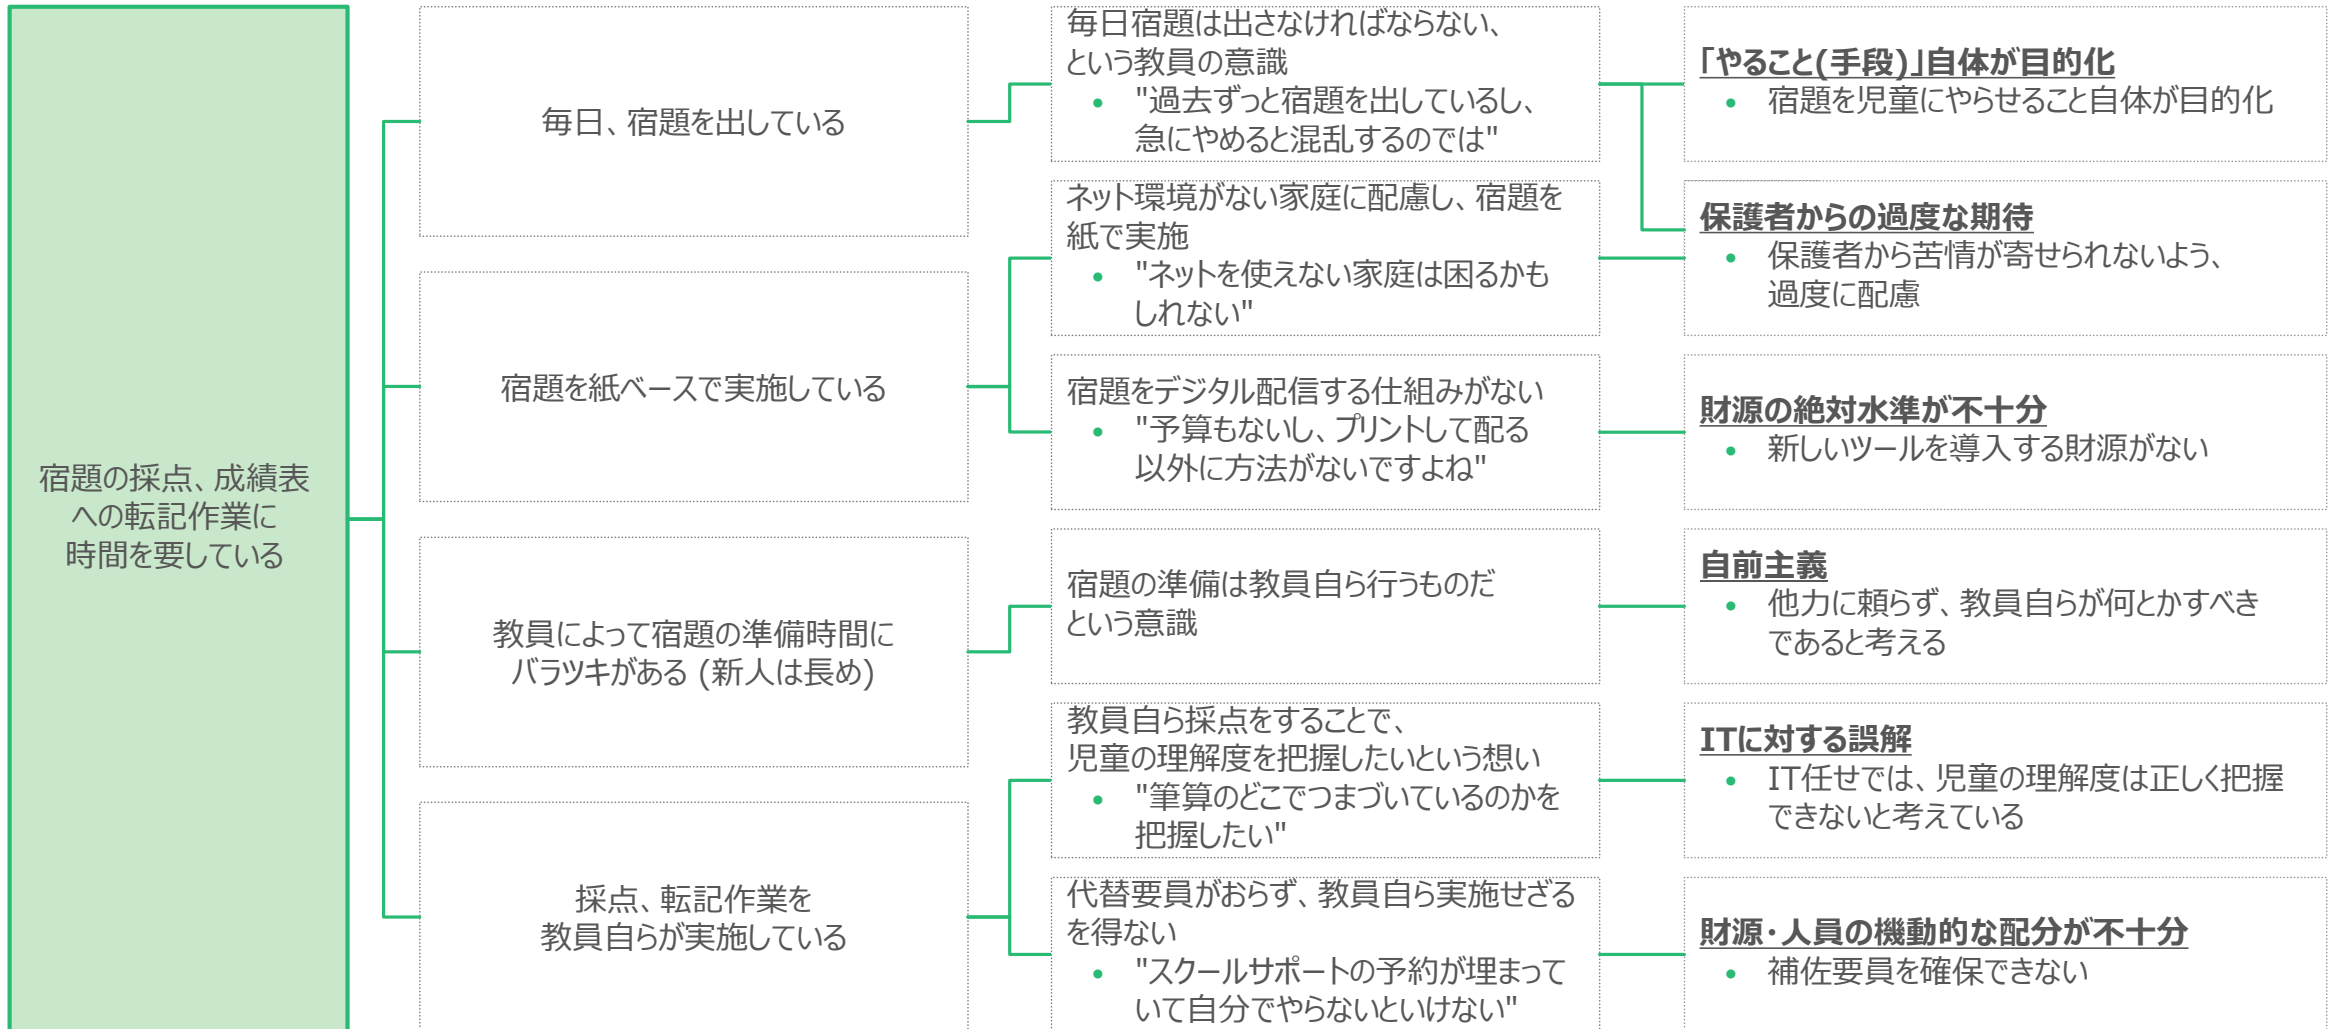 宿題の採点、成績表
への転記作業に
時間を要している
毎日、宿題を出している
宿題を紙ベースで実施している
教員によって宿題の準備時間に
バラツキがある (新人は長め)
採点、転記作業を
教員自らが実施している
毎日宿題は出さなければならない、
という教員の意識
• "過去ずっと宿題を出しているし、
急にやめると混乱するのでは"
ネット環境がない家庭に配慮し、宿題を
紙で実施
• "ネットを使えない家庭は困るかも
しれない"
宿題をデジタル配信する仕組みがない
• "予算もないし、プリントして配る
以外に方法がないですよね"
宿題の準備は教員自ら行うものだ
という意識
教員自ら採点をすることで、
児童の理解度を把握したいという想い
• "筆算のどこでつまづいているのかを
把握したい"
代替要員がおらず、教員自ら実施せざる
を得ない
• "スクールサポートの予約が埋まって
いて自分でやらないといけない"
「やること(手段)」自体が目的化
• 宿題を児童にやらせること自体が目的化
保護者からの過度な期待
• 保護者から苦情が寄せられないよう、
過度に配慮
財源の絶対水準が不十分
• 新しいツールを導入する財源がない
自前主義
• 他力に頼らず、教員自らが何とかすべき
であると考える
ITに対する誤解
• IT任せでは、児童の理解度は正しく把握
できないと考えている
財源・人員の機動的な配分が不十分
• 補佐要員を確保できない